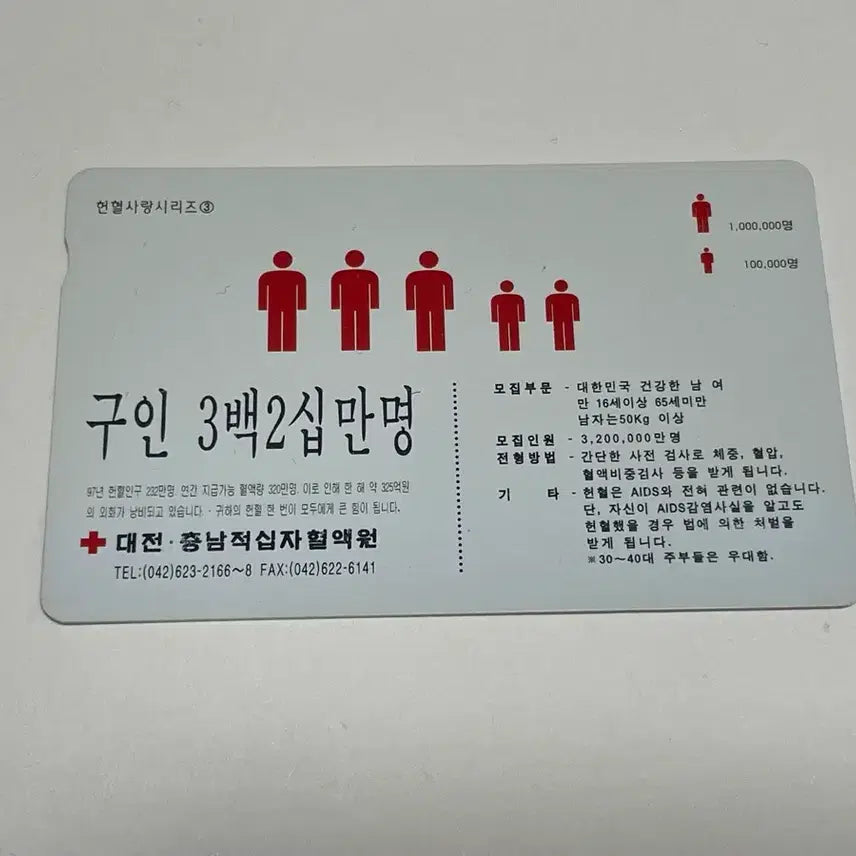 헌혈사랑시리즈③
1,000,000명
100,000명
구인 3백2십만명
97년 헌혈인구 232만명. 연간 지급가능 혈액량 320만명. 이로 인해 한 해 약 325억원
의 외화가 낭비되고 있습니다. · 귀하의 헌혈 한 번이 모두에게 큰 힘이 됩니다.
대전·충남적십자혈액원
TEL:(042)623-2166~8 FAX:(042)622-6141
모집부문 - 대한민국 건강한 남 여
만 16세이상 65세미만
남자는50Kg 이상
모집인원 - 3,200,000만명
전형방법 - 간단한 사전 검사로 체중, 혈압,
혈액비중검사 등을 받게 됩니다.
기 타 - 헌혈은 AIDS와 전혀 관련이 없습니다.
단, 자신이 AIDS감염사실을 알고도
헌혈했을 경우 법에 의한 처벌을
받게 됩니다.
※30~40대 주부들은 우대함.